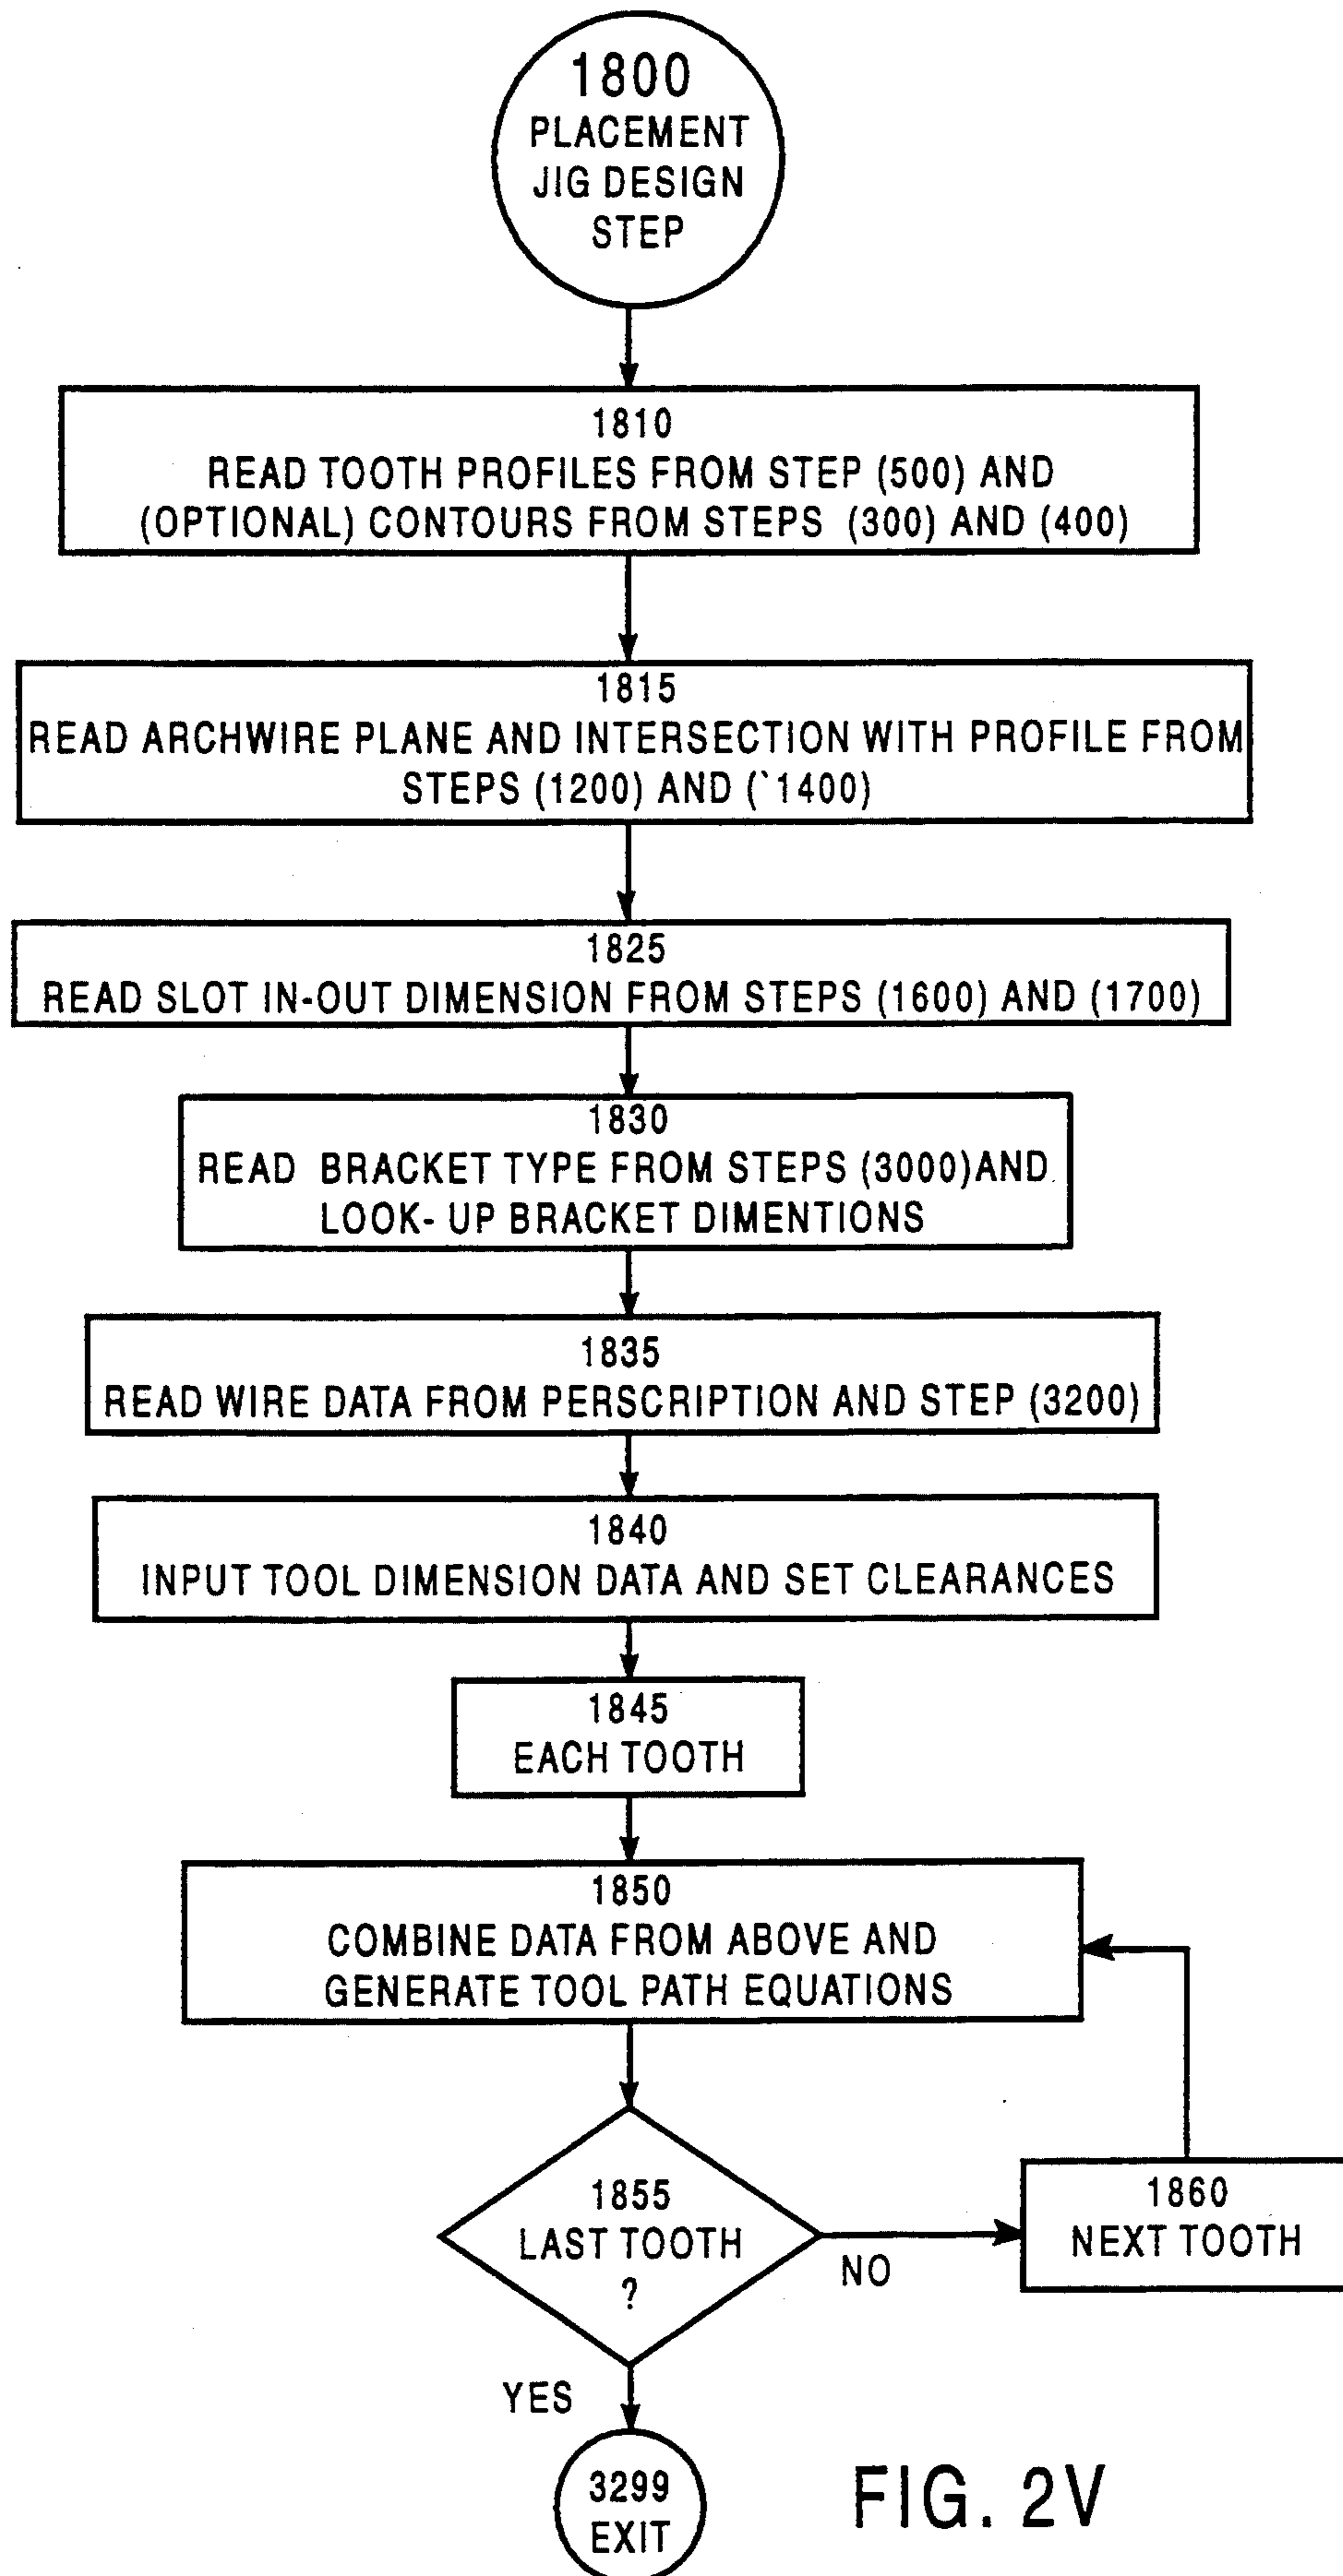 1800
PLACEMENT
JIG DESIGN
STEP
1810
READ TOOTH PROFILES FROM STEP (500) AND
(OPTIONAL) CONTOURS FROM STEPS (300) AND (400)
1815
READ ARCHWIRE PLANE AND INTERSECTION WITH PROFILE FROM
STEPS (1200) AND (`1400)
1825
READ SLOT IN-OUT DIMENSION FROM STEPS (1600) AND (1700)
1830
READ BRACKET TYPE FROM STEPS (3000)AND
LOOK- UP BRACKET DIMENTIONS
1835
READ WIRE DATA FROM PERSCRIPTION AND STEP (3200)
1840
INPUT TOOL DIMENSION DATA AND SET CLEARANCES
1845
EACH TOOTH
1850
COMBINE DATA FROM ABOVE AND
GENERATE TOOL PATH EQUATIONS
1855
LAST TOOTH
?
NO
1860
NEXT TOOTH
YES
3299
EXIT
FIG. 2V